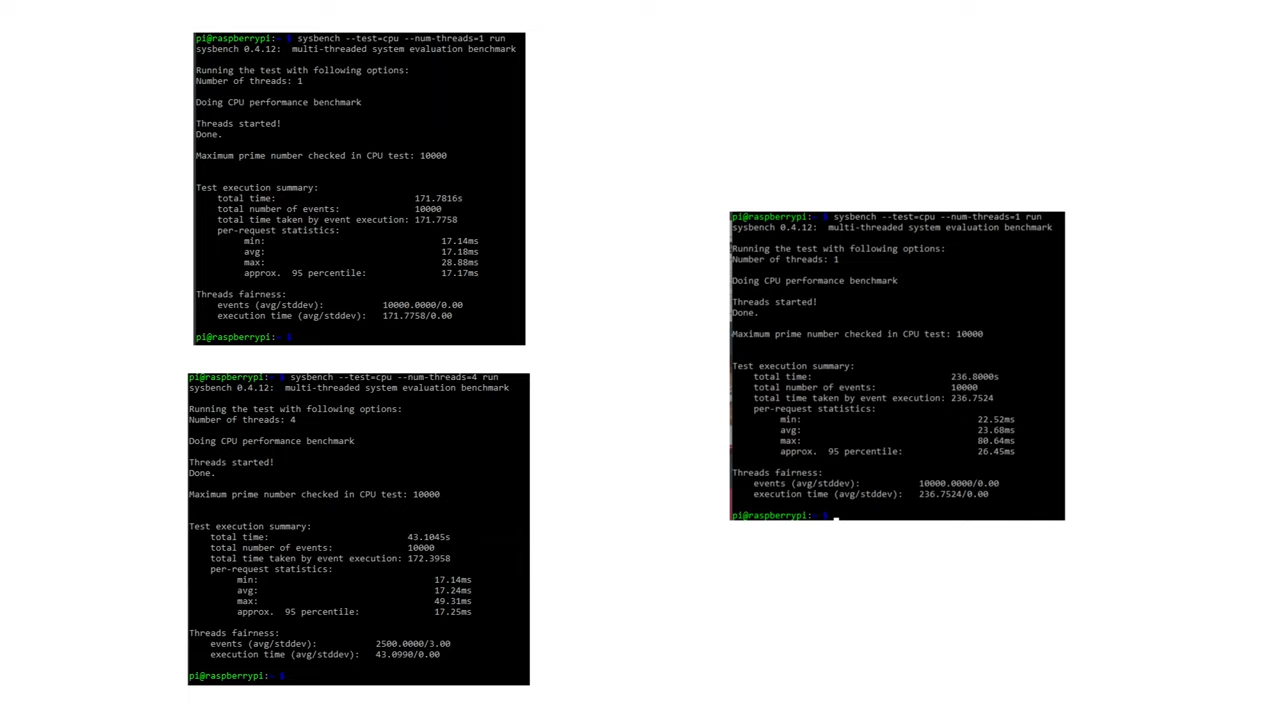 pi@raspberrypi:~ $ sysbench --test=cpu --num-threads=1 run
sysbench 0.4.12:  multi-threaded system evaluation benchmark
Running the test with following options:
Number of threads: 1
Doing CPU performance benchmark
Threads started!
Done.
Maximum prime number checked in CPU test: 10000
Test execution summary:
total time: 171.7816s
total number of events: 10000
total time taken by event execution: 171.7758
per-request statistics:
min: 17.14ms
avg: 17.18ms
max: 28.88ms
approx.  95 percentile: 17.17ms
Threads fairness:
events (avg/stddev): 10000.0000/0.00
execution time (avg/stddev): 171.7758/0.00
pi@raspberrypi:~ $
pi@raspberrypi:~ $ sysbench --test=cpu --num-threads=4 run
sysbench 0.4.12:  multi-threaded system evaluation benchmark
Running the test with following options:
Number of threads: 4
Doing CPU performance benchmark
Threads started!
Done.
Maximum prime number checked in CPU test: 10000
Test execution summary:
total time: 43.1045s
total number of events: 10000
total time taken by event execution: 172.3958
per-request statistics:
min: 17.14ms
avg: 17.24ms
max: 49.31ms
approx.  95 percentile: 17.25ms
Threads fairness:
events (avg/stddev): 2500.0000/3.00
execution time (avg/stddev): 43.0990/0.00
pi@raspberrypi:~ $
pi@raspberrypi:~ $ sysbench --test=cpu --num-threads=1 run
sysbench 0.4.12:  multi-threaded system evaluation benchmark
Running the test with following options:
Number of threads: 1
Doing CPU performance benchmark
Threads started!
Done.
Maximum prime number checked in CPU test: 10000
Test execution summary:
total time: 236.8000s
total number of events: 10000
total time taken by event execution: 236.7524
per-request statistics:
min: 22.52ms
avg: 23.68ms
max: 80.64ms
approx.  95 percentile: 26.45ms
Threads fairness:
events (avg/stddev): 10000.0000/0.00
execution time (avg/stddev): 236.7524/0.00
pi@raspberrypi:~ $